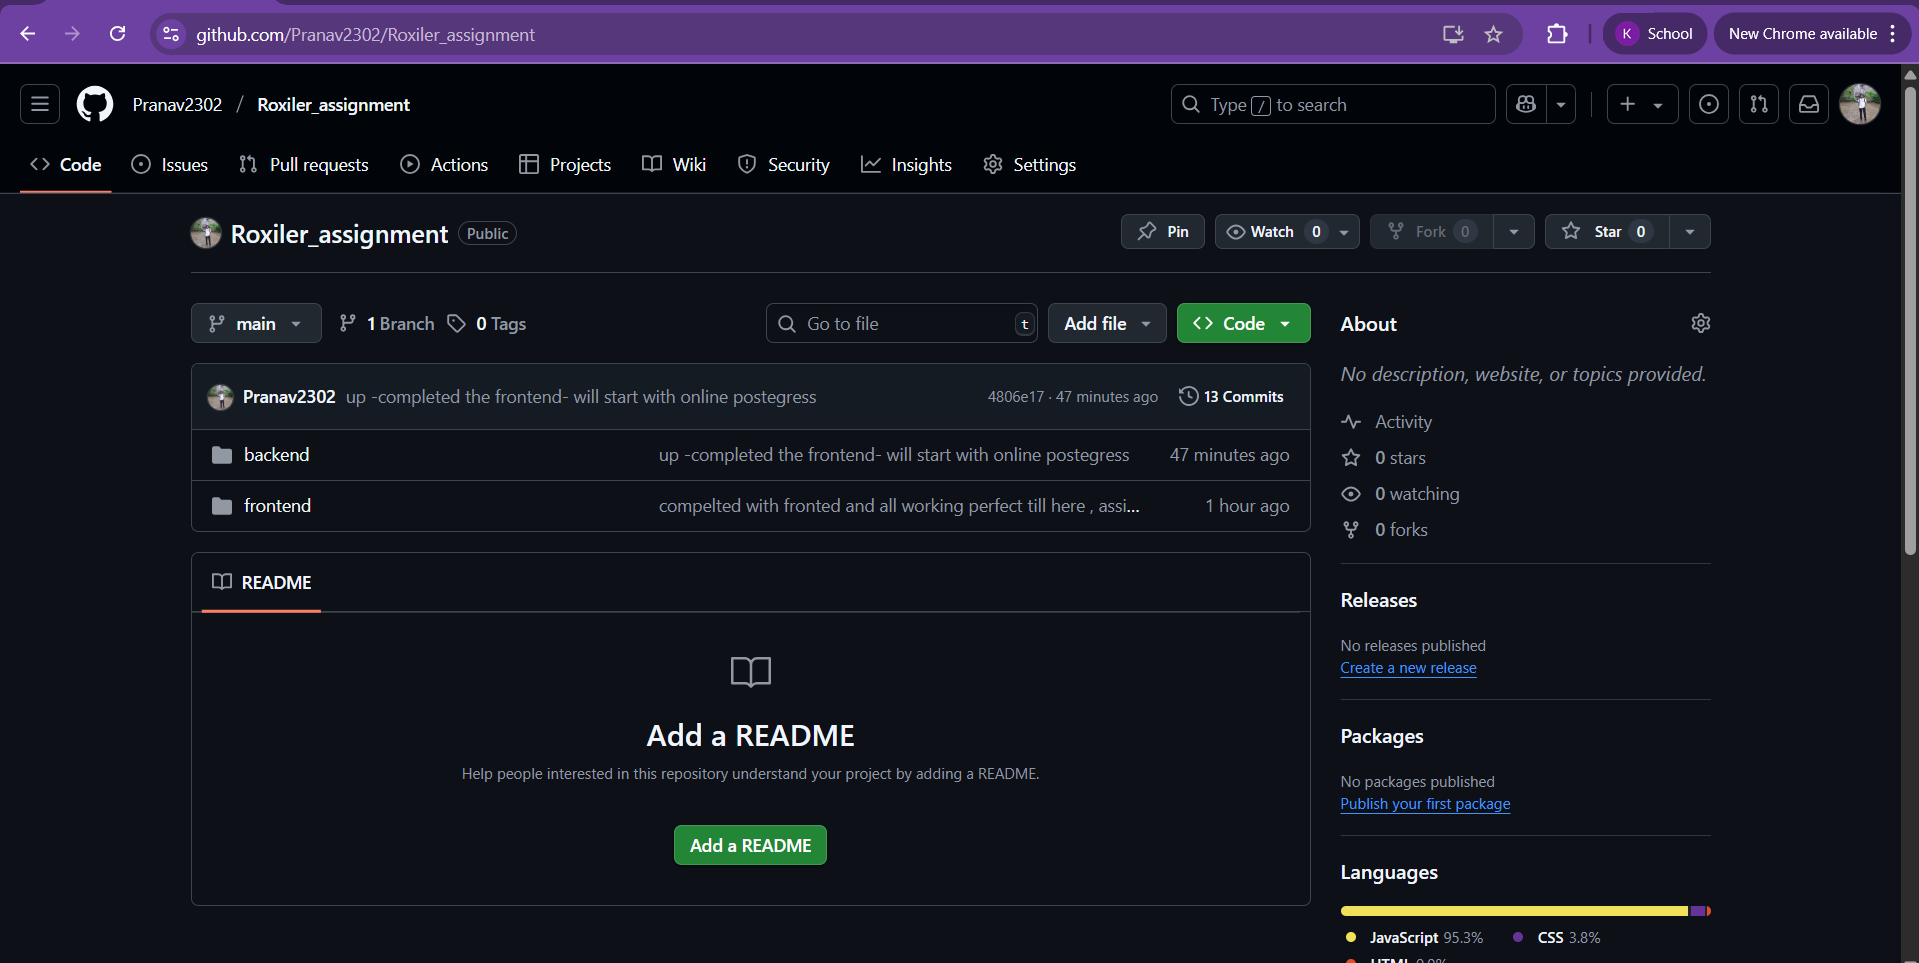 github.com/Pranav2302/Roxiler_assignment
K School
New Chrome available
Pranav2302 / Roxiler_assignment
Type / to search
Code Issues Pull requests Actions Projects Wiki Security Insights Settings
Roxiler_assignment Public
Pin Watch 0 Fork 0 Star 0
main 1 Branch 0 Tags
Go to file t
Add file
Code
Pranav2302 up -completed the frontend- will start with online postegress 4806e17 · 47 minutes ago 13 Commits
backend up -completed the frontend- will start with online postegress 47 minutes ago
frontend compelted with fronted and all working perfect till here , assi... 1 hour ago
README
Add a README
Help people interested in this repository understand your project by adding a README.
Add a README
About
No description, website, or topics provided.
Activity
0 stars
0 watching
0 forks
Releases
No releases published
Create a new release
Packages
No packages published
Publish your first package
Languages
JavaScript 95.3% CSS 3.8%